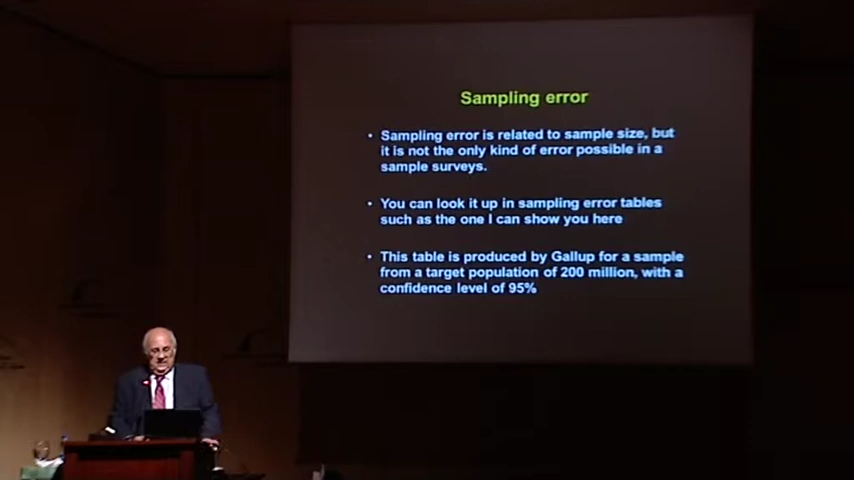 Sampling error
• Sampling error is related to sample size, but
it is not the only kind of error possible in a
sample surveys.
• You can look it up in sampling error tables
such as the one I can show you here
• This table is produced by Gallup for a sample
from a target population of 200 million, with a
confidence level of 95%